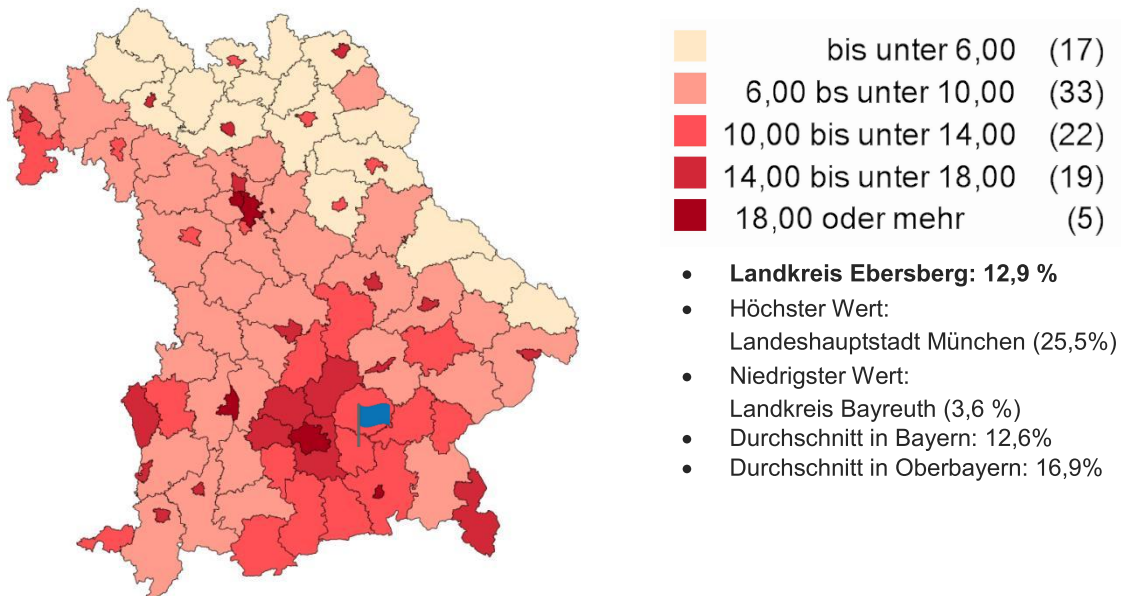 bis unter 6,00 (17)
6,00 bs unter 10,00 (33)
10,00 bis unter 14,00 (22)
14,00 bis unter 18,00 (19)
18,00 oder mehr (5)
• Landkreis Ebersberg: 12,9 %
• Höchster Wert:
Landeshauptstadt München (25,5%)
• Niedrigster Wert:
Landkreis Bayreuth (3,6 %)
• Durchschnitt in Bayern: 12,6%
• Durchschnitt in Oberbayern: 16,9%